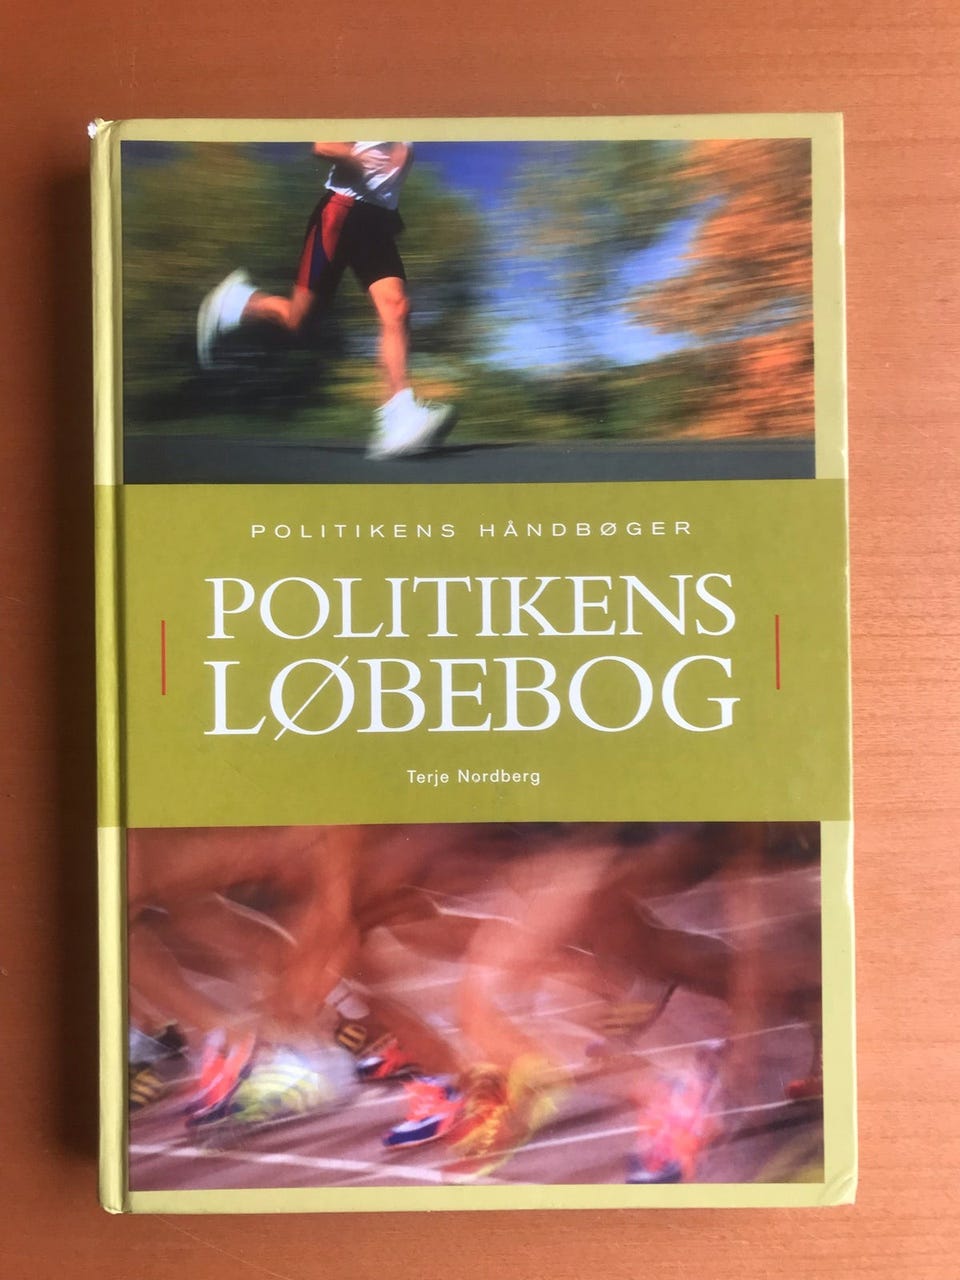 POLITIKENS HÅNDBØGER
POLITIKENS
LØBEBOG
Terje Nordberg